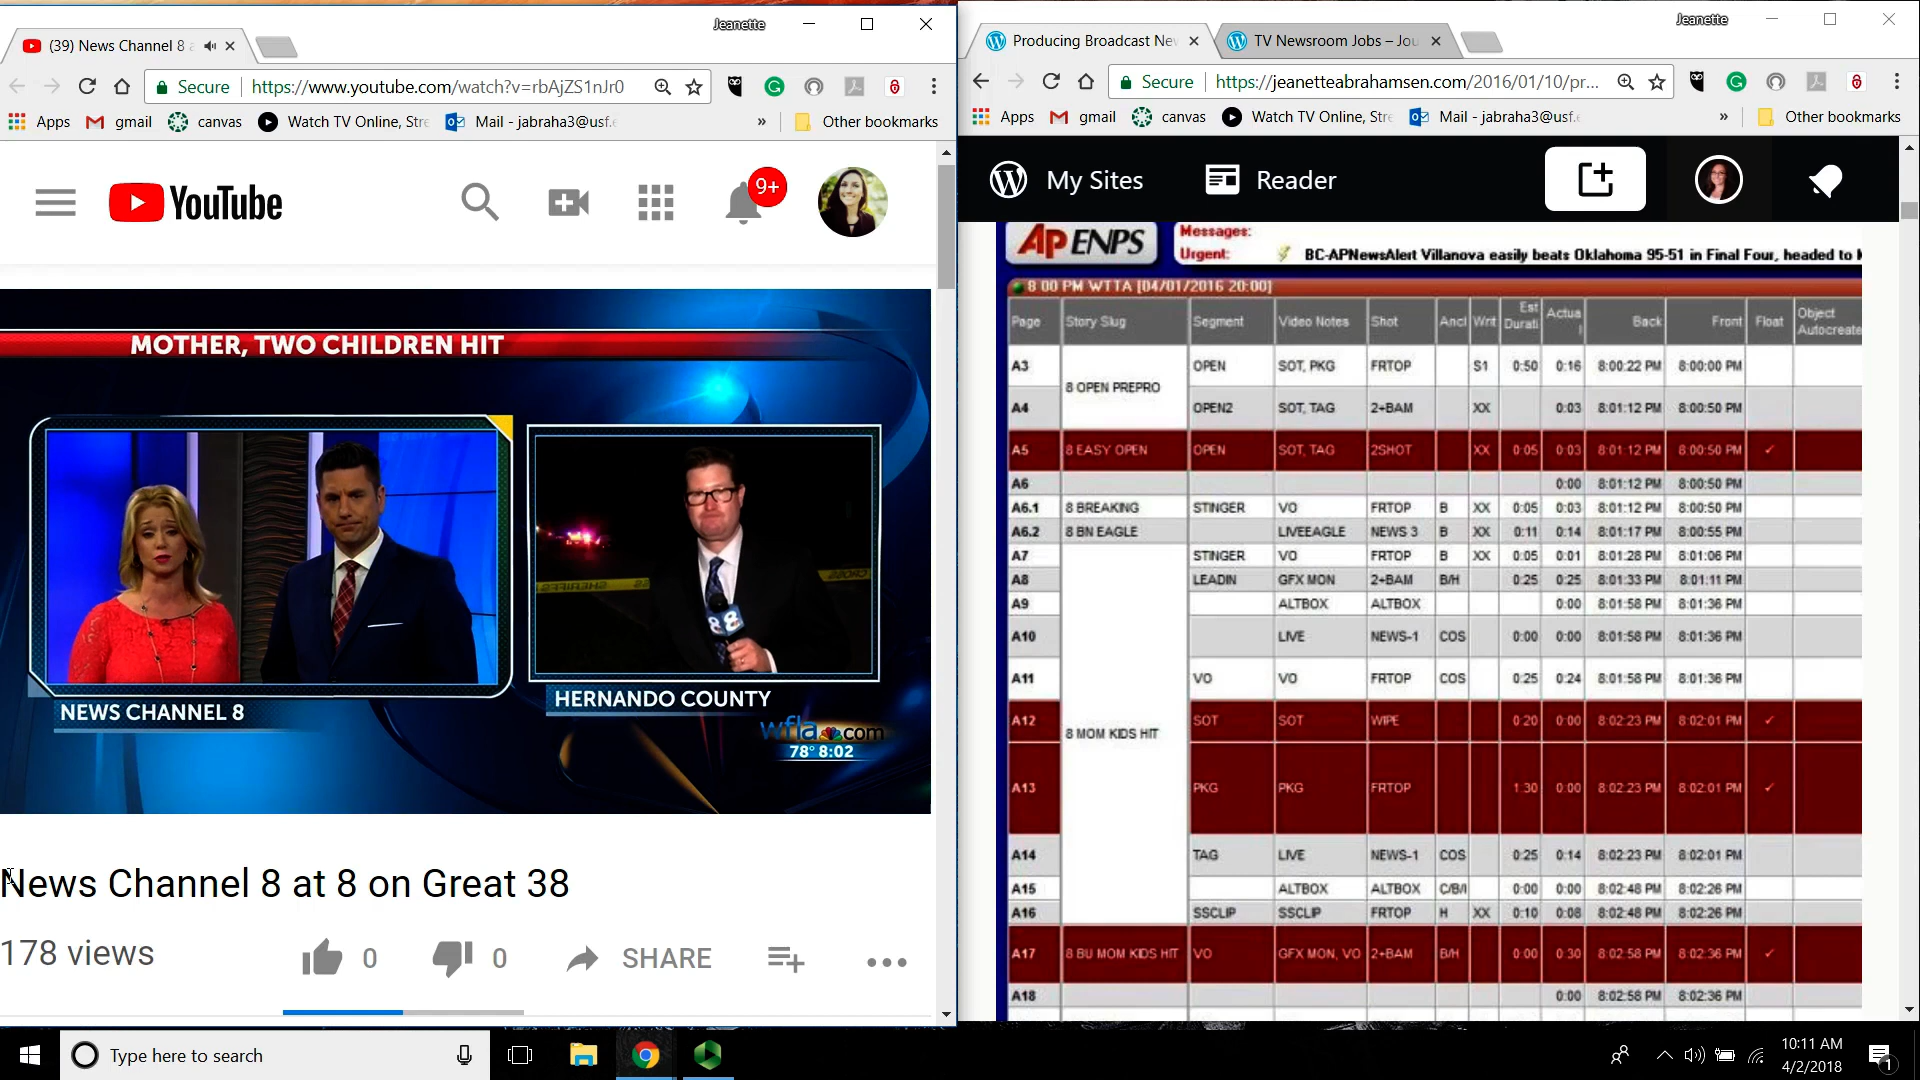 Jeanette
(39) News Channel 8
Secure
https://www.youtube.com/watch?v=rbAjZS1nJr0
Apps
gmail
canvas
Watch TV Online, Stre
Mail - jabraha3@usf.e
»
Other bookmarks
YouTube
9+
MOTHER, TWO CHILDREN HIT
NEWS CHANNEL 8
HERNANDO COUNTY
wfla.com
78° 8:02
News Channel 8 at 8 on Great 38
178 views
0
0
SHARE
Jeanette
Producing Broadcast Nev
TV Newsroom Jobs – Jou
Secure
https://jeanetteabrahamsen.com/2016/01/10/pr...
Apps
gmail
canvas
Watch TV Online, Stre
Mail - jabraha3@usf.e
»
Other bookmarks
My Sites
Reader
AP ENPS
Messages:
Urgent:
BC-APNewsAlert Villanova easily beats Oklahoma 95-51 in Final Four, headed to
8 00 PM WTTA [04/01/2016 20:00]
Page Story Slug Segment Video Notes Shot Ancl Writ Est Durati Actua l Back Front Float Object Autocreate
A3 8 OPEN PREPRO OPEN SOT, PKG FRTOP S1 0:50 0:16 8:00:22 PM 8:00:00 PM
A4 OPEN2 SOT, TAG 2+BAM XX 0:03 8:01:12 PM 8:00:50 PM
A5 8 EASY OPEN OPEN SOT, TAG 2SHOT XX 0:05 0:03 8:01:12 PM 8:00:50 PM ✓
A6 0:00 8:01:12 PM 8:00:50 PM
A6.1 8 BREAKING STINGER VO FRTOP B XX 0:05 0:03 8:01:12 PM 8:00:50 PM
A6.2 8 BN EAGLE LIVEEAGLE NEWS 3 B XX 0:11 0:14 8:01:17 PM 8:00:55 PM
A7 STINGER VO FRTOP B XX 0:05 0:01 8:01:28 PM 8:01:06 PM
A8 LEADIN GFX MON 2+BAM B/H 0:25 0:25 8:01:33 PM 8:01:11 PM
A9 ALTBOX ALTBOX 0:00 8:01:58 PM 8:01:36 PM
A10 LIVE NEWS-1 COS 0:00 0:00 8:01:58 PM 8:01:36 PM
A11 VO VO FRTOP COS 0:25 0:24 8:01:58 PM 8:01:36 PM
A12 8 MOM KIDS HIT SOT SOT WIPE 0:20 0:00 8:02:23 PM 8:02:01 PM ✓
A13 PKG PKG FRTOP 1:30 0:00 8:02:23 PM 8:02:01 PM ✓
A14 TAG LIVE NEWS-1 COS 0:25 0:14 8:02:23 PM 8:02:01 PM
A15 ALTBOX ALTBOX C/B/I 0:00 0:00 8:02:48 PM 8:02:26 PM
A16 SSCLIP SSCLIP FRTOP H XX 0:10 0:08 8:02:48 PM 8:02:26 PM
A17 8 BU MOM KIDS HIT VO GFX MON, VO 2+BAM B/H 0:00 0:30 8:02:58 PM 8:02:36 PM ✓
A18 0:00 8:02:58 PM 8:02:36 PM
Type here to search
10:11 AM
4/2/2018
1